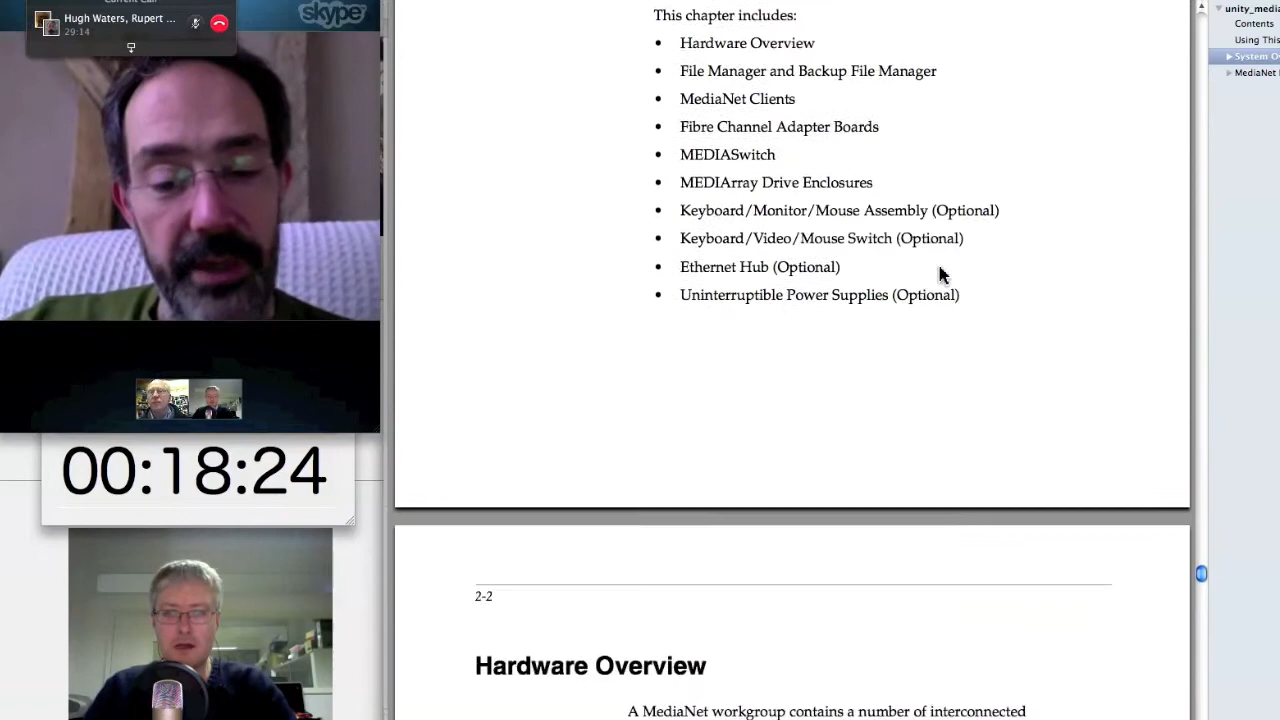 Current Call
Hugh Waters, Rupert ...
29:14
skype
00:18:24
This chapter includes:
• Hardware Overview
• File Manager and Backup File Manager
• MediaNet Clients
• Fibre Channel Adapter Boards
• MEDIASwitch
• MEDIArray Drive Enclosures
• Keyboard/Monitor/Mouse Assembly (Optional)
• Keyboard/Video/Mouse Switch (Optional)
• Ethernet Hub (Optional)
• Uninterruptible Power Supplies (Optional)
2-2
Hardware Overview
A MediaNet workgroup contains a number of interconnected
unity_media
Contents
Using This
System O
MediaNet